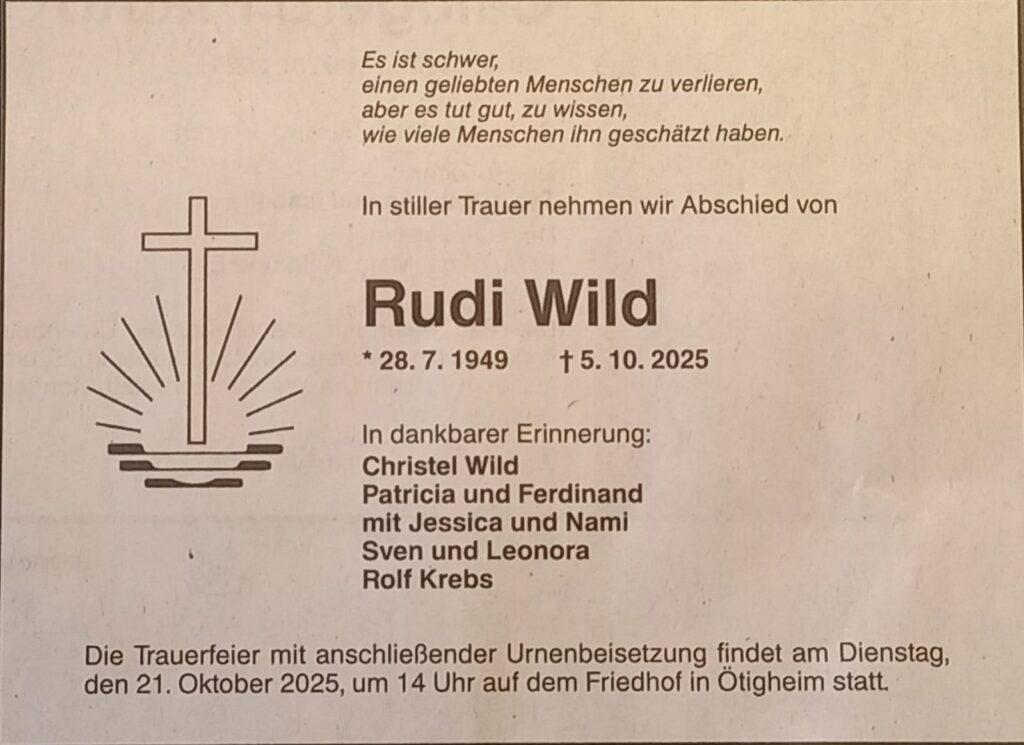 Es ist schwer,
einen geliebten Menschen zu verlieren,
aber es tut gut, zu wissen,
wie viele Menschen ihn geschätzt haben.
In stiller Trauer nehmen wir Abschied von
Rudi Wild
* 28. 7. 1949 † 5. 10. 2025
In dankbarer Erinnerung:
Christel Wild
Patricia und Ferdinand
mit Jessica und Nami
Sven und Leonora
Rolf Krebs
Die Trauerfeier mit anschließender Urnenbeisetzung findet am Dienstag,
den 21. Oktober 2025, um 14 Uhr auf dem Friedhof in Ötigheim statt.